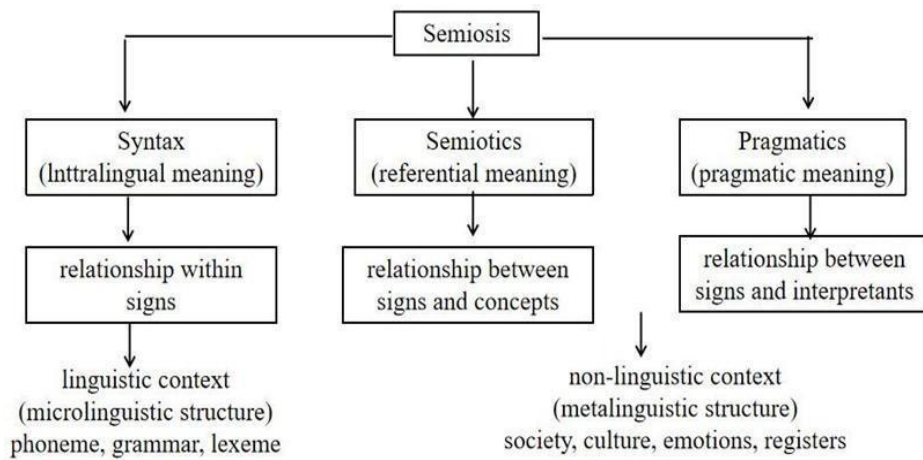 Semiosis
Syntax
(lnttralingual meaning)
Semiotics
(referential meaning)
Pragmatics
(pragmatic meaning)
relationship within
signs
relationship between
signs and concepts
relationship between
signs and interpretants
linguistic context
(microlinguistic structure)
phoneme, grammar, lexeme
non-linguistic context
(metalinguistic structure)
society, culture, emotions, registers